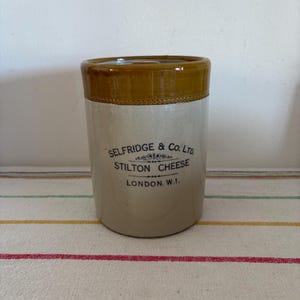 SELFRIDGE & Co. LTD.
STILTON CHEESE
LONDON. W.1.